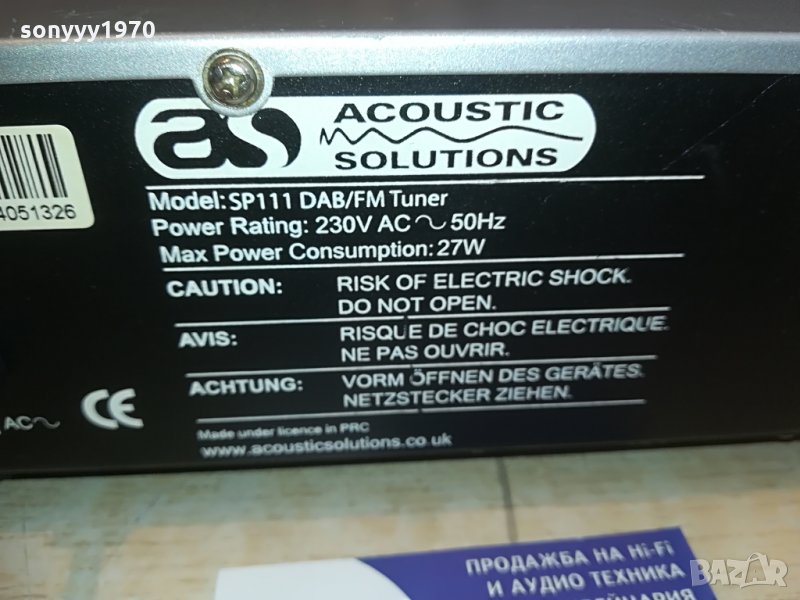 sonyyy1970
as ACOUSTIC
SOLUTIONS
4051326
Model: SP111 DAB/FM Tuner
Power Rating: 230V AC ~ 50Hz
Max Power Consumption: 27W
CAUTION: RISK OF ELECTRIC SHOCK.
DO NOT OPEN.
AVIS: RISQUE DE CHOC ELECTRIQUE.
NE PAS OUVRIR.
ACHTUNG: VORM ÖFFNEN DES GERÄTES.
NETZSTECKER ZIEHEN.
AC~ CE
Made under licence in PRC
www.acousticsolutions.co.uk
ПРОДАЖБА НА Hi-Fi
И АУДИО ТЕХНИКА
BAZAR